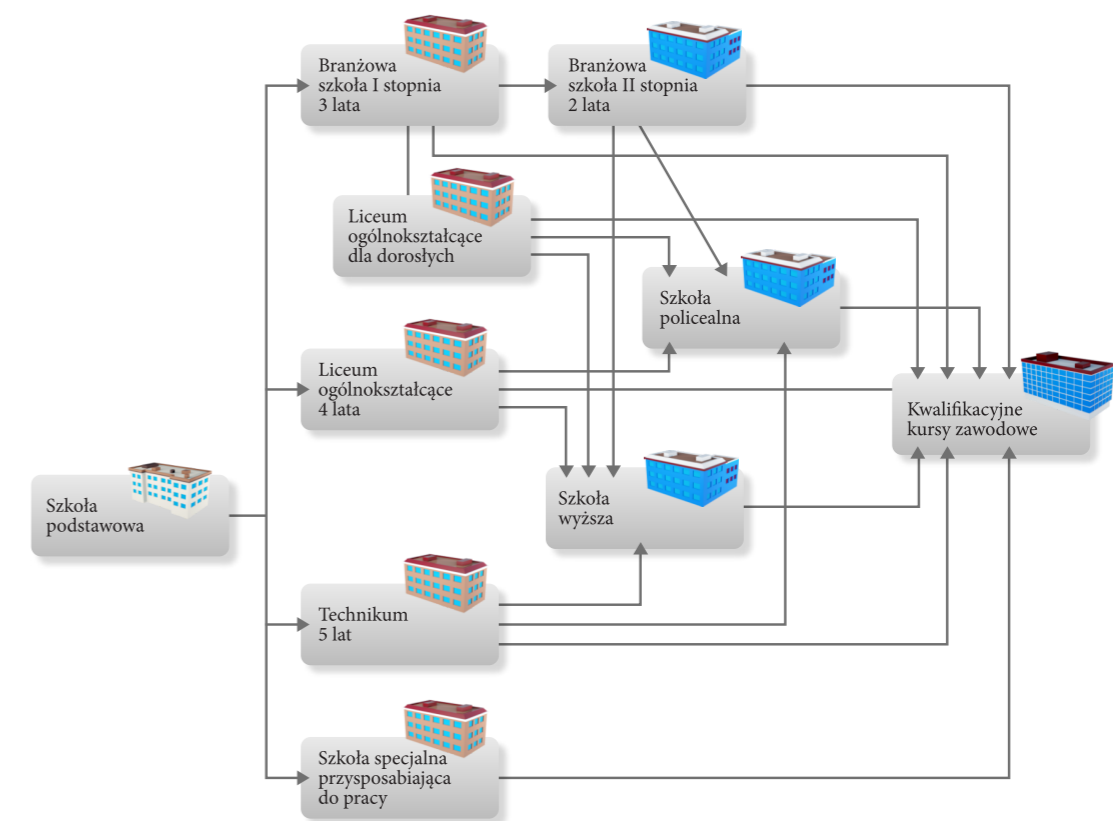 Branżowa
szkoła I stopnia
3 lata
Branżowa
szkoła II stopnia
2 lata
Liceum
ogólnokształcące
dla dorosłych
Szkoła
policealna
Liceum
ogólnokształcące
4 lata
Kwalifikacyjne
kursy zawodowe
Szkoła
podstawowa
Szkoła
wyższa
Technikum
5 lat
Szkoła specjalna
przysposabiająca
do pracy